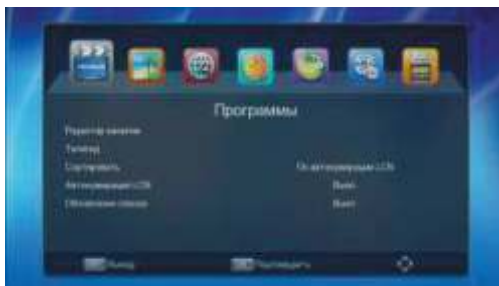 Программы
Редактор каналов
Телегид
Сортировать По автонумерации LCN
Автонумерация LCN Выкл
Обновление списка Выкл
Выход Подтвердить